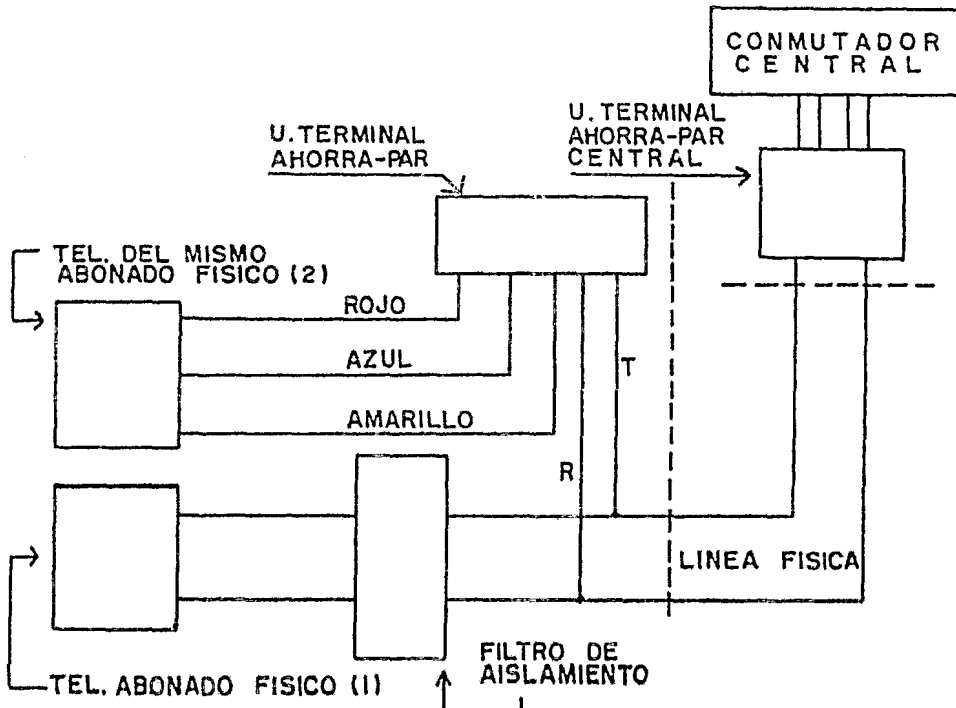 CONMUTADOR
CENTRAL
U. TERMINAL
AHORRA-PAR
CENTRAL
U. TERMINAL
AHORRA-PAR
TEL. DEL MISMO
ABONADO FISICO (2)
ROJO
AZUL
T
AMARILLO
R
LINEA FISICA
FILTRO DE
AISLAMIENTO
TEL. ABONADO FISICO (1)